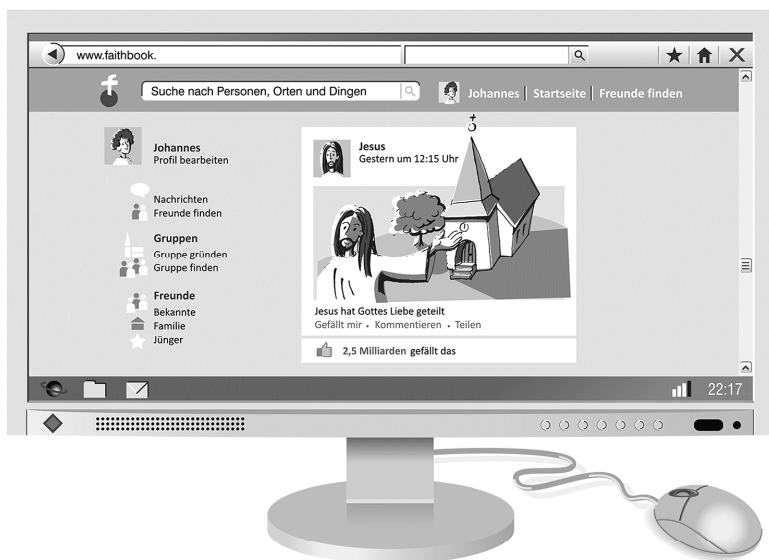 www.faithbook.
Suche nach Personen, Orten und Dingen
Johannes | Startseite | Freunde finden
Johannes
Profil bearbeiten
Nachrichten
Freunde finden
Gruppen
Gruppe gründen
Gruppe finden
Freunde
Bekannte
Familie
Jünger
Jesus
Gestern um 12:15 Uhr
Jesus hat Gottes Liebe geteilt
Gefällt mir • Kommentieren • Teilen
2,5 Milliarden gefällt das
22:17